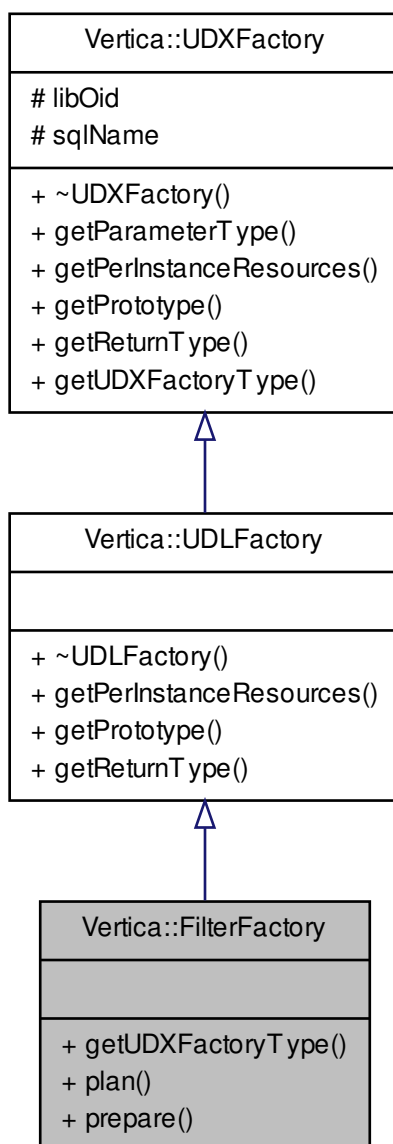 Vertica::UDXFactory
# libOid
# sqlName
+ ~UDXFactory()
+ getParameterType()
+ getPerInstanceResources()
+ getPrototype()
+ getReturnType()
+ getUDXFactoryType()
Vertica::UDLFactory
+ ~UDLFactory()
+ getPerInstanceResources()
+ getPrototype()
+ getReturnType()
Vertica::FilterFactory
+ getUDXFactoryType()
+ plan()
+ prepare()